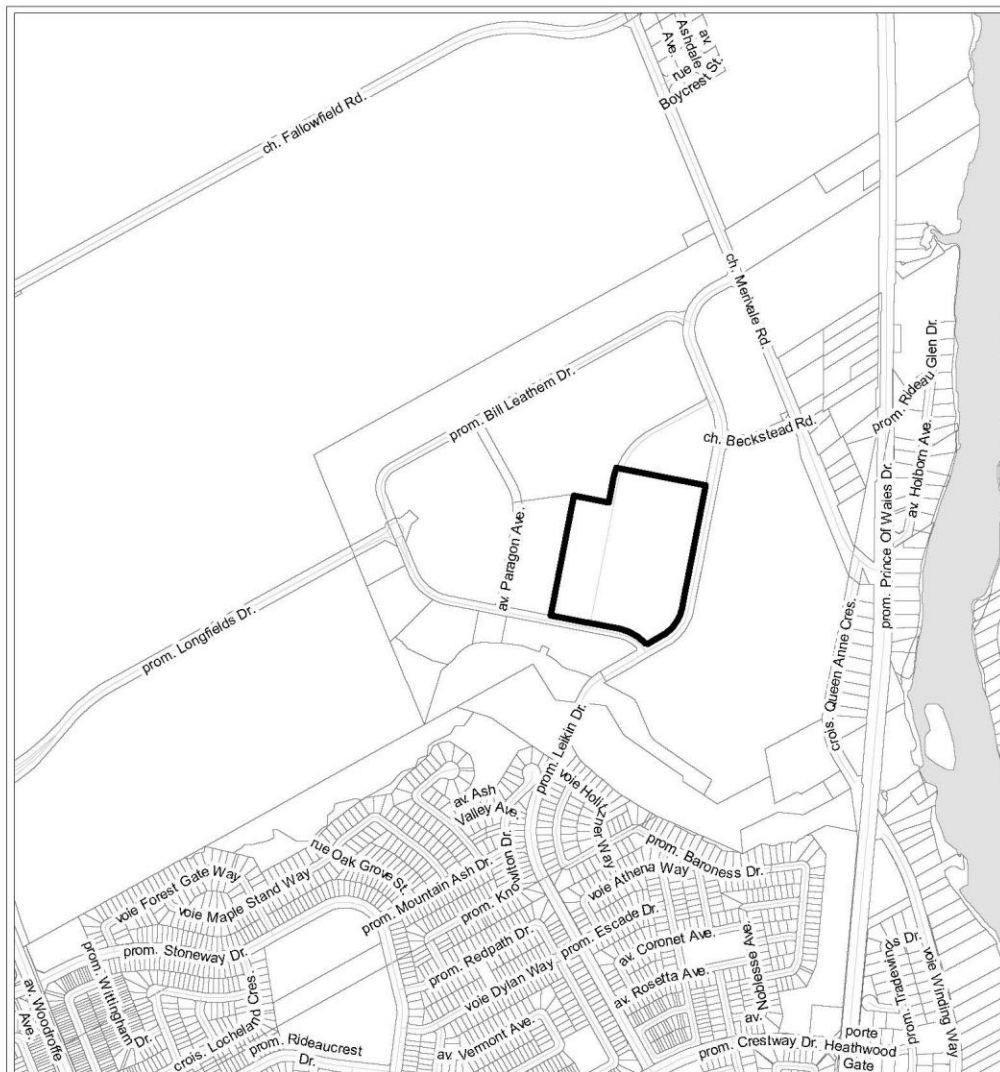 av.
Ashdale
Ave.
rue
Boycrest St.
ch. Fallowfield Rd.
ch. Merivale Rd.
prom. Rideau Glen Dr.
prom. Bill Leathem Dr.
ch. Beckstead Rd.
av. Holborn Ave.
prom. Prince Of Wales Dr.
av. Paragon Ave.
prom. Longfields Dr.
crois. Queen Anne Cres.
prom. Leikin Dr.
voie Holitzner Way
av. Ash
Valley Ave.
rue Oak Grove St.
prom. Baroness Dr.
voie Forest Gate Way
voie Maple Stand Way
prom. Mountain Ash Dr.
prom. Knowlton Dr.
voie Athena Way
prom. Stoneway Dr.
prom. Redpath Dr.
prom. Escade Dr.
av. Coronet Ave.
voie Dylan Way
av. Rosetta Ave.
av. Noblesse Ave.
prom. Tradewinds Dr.
voie Winding Way
prom. Wittingham
Dr.
av. Woodroffe
Ave.
crois. Locheland Cres
prom. Rideaucrest
Dr.
av. Vermont Ave.
prom. Crestway Dr.
porte
Heathwood
Gate